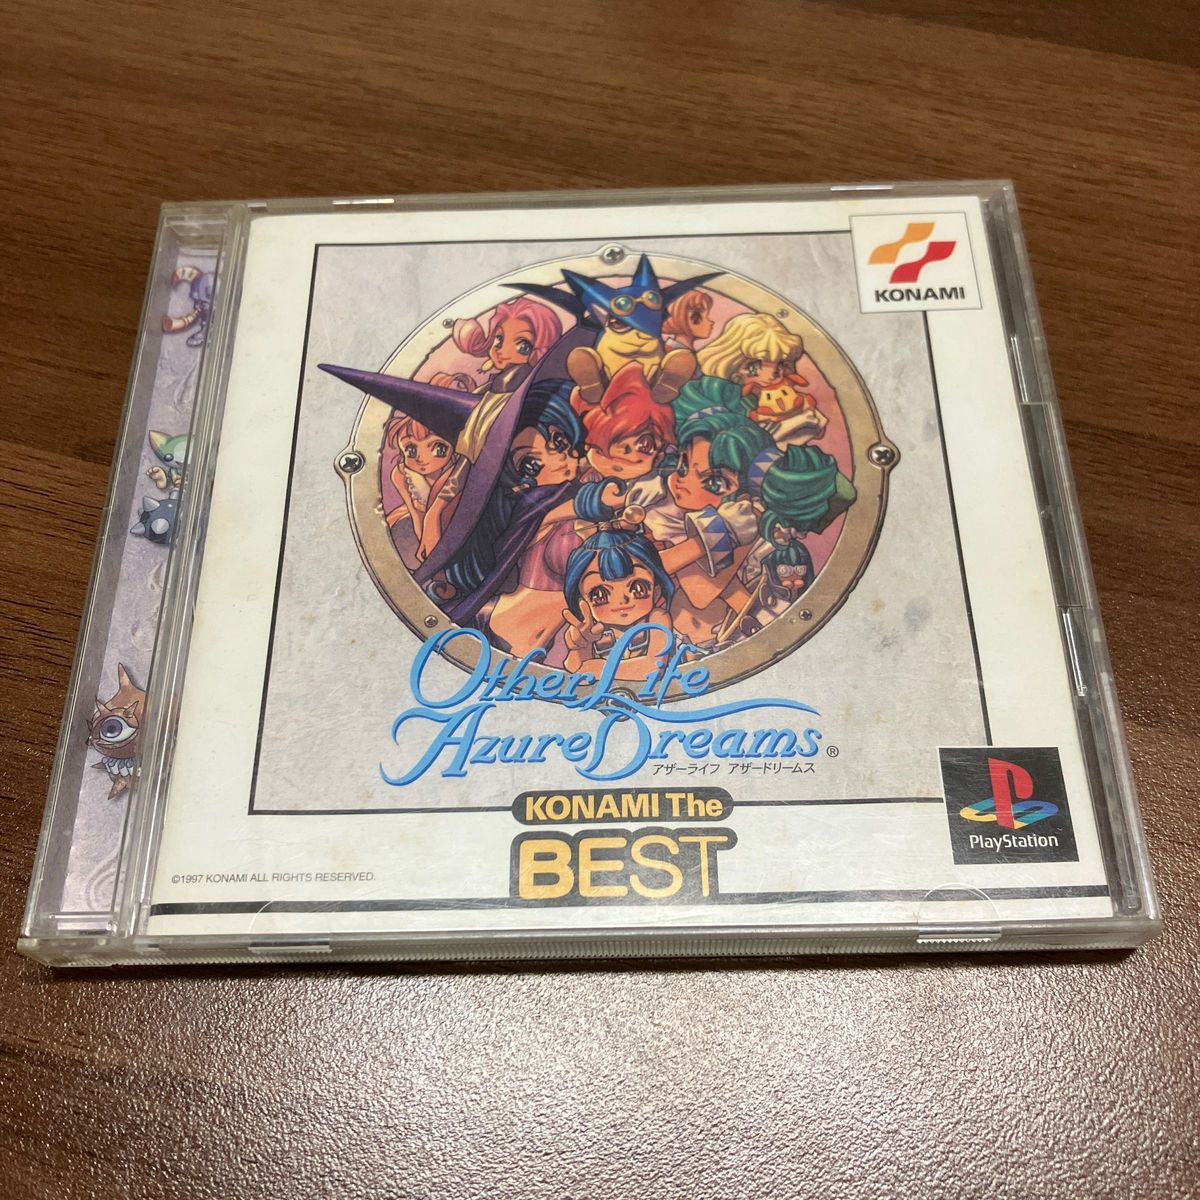 KONAMI
Other Life
Azure Dreams®
アザーライフ アザードリームス
KONAMI The
BEST
PlayStation
©1997 KONAMI ALL RIGHTS RESERVED.